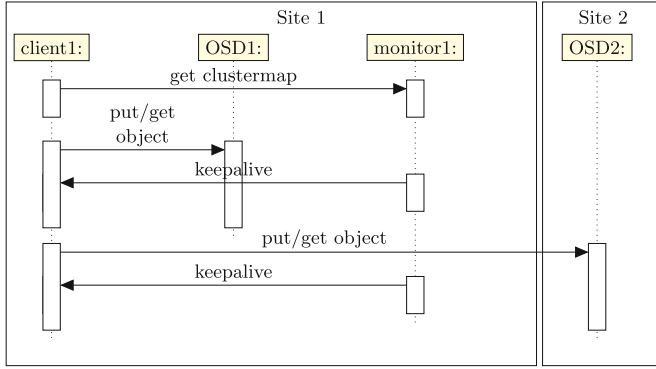 Site 1
Site 2
client1:
OSD1:
monitor1:
OSD2:
get clustermap
put/get
object
keepalive
put/get object
keepalive